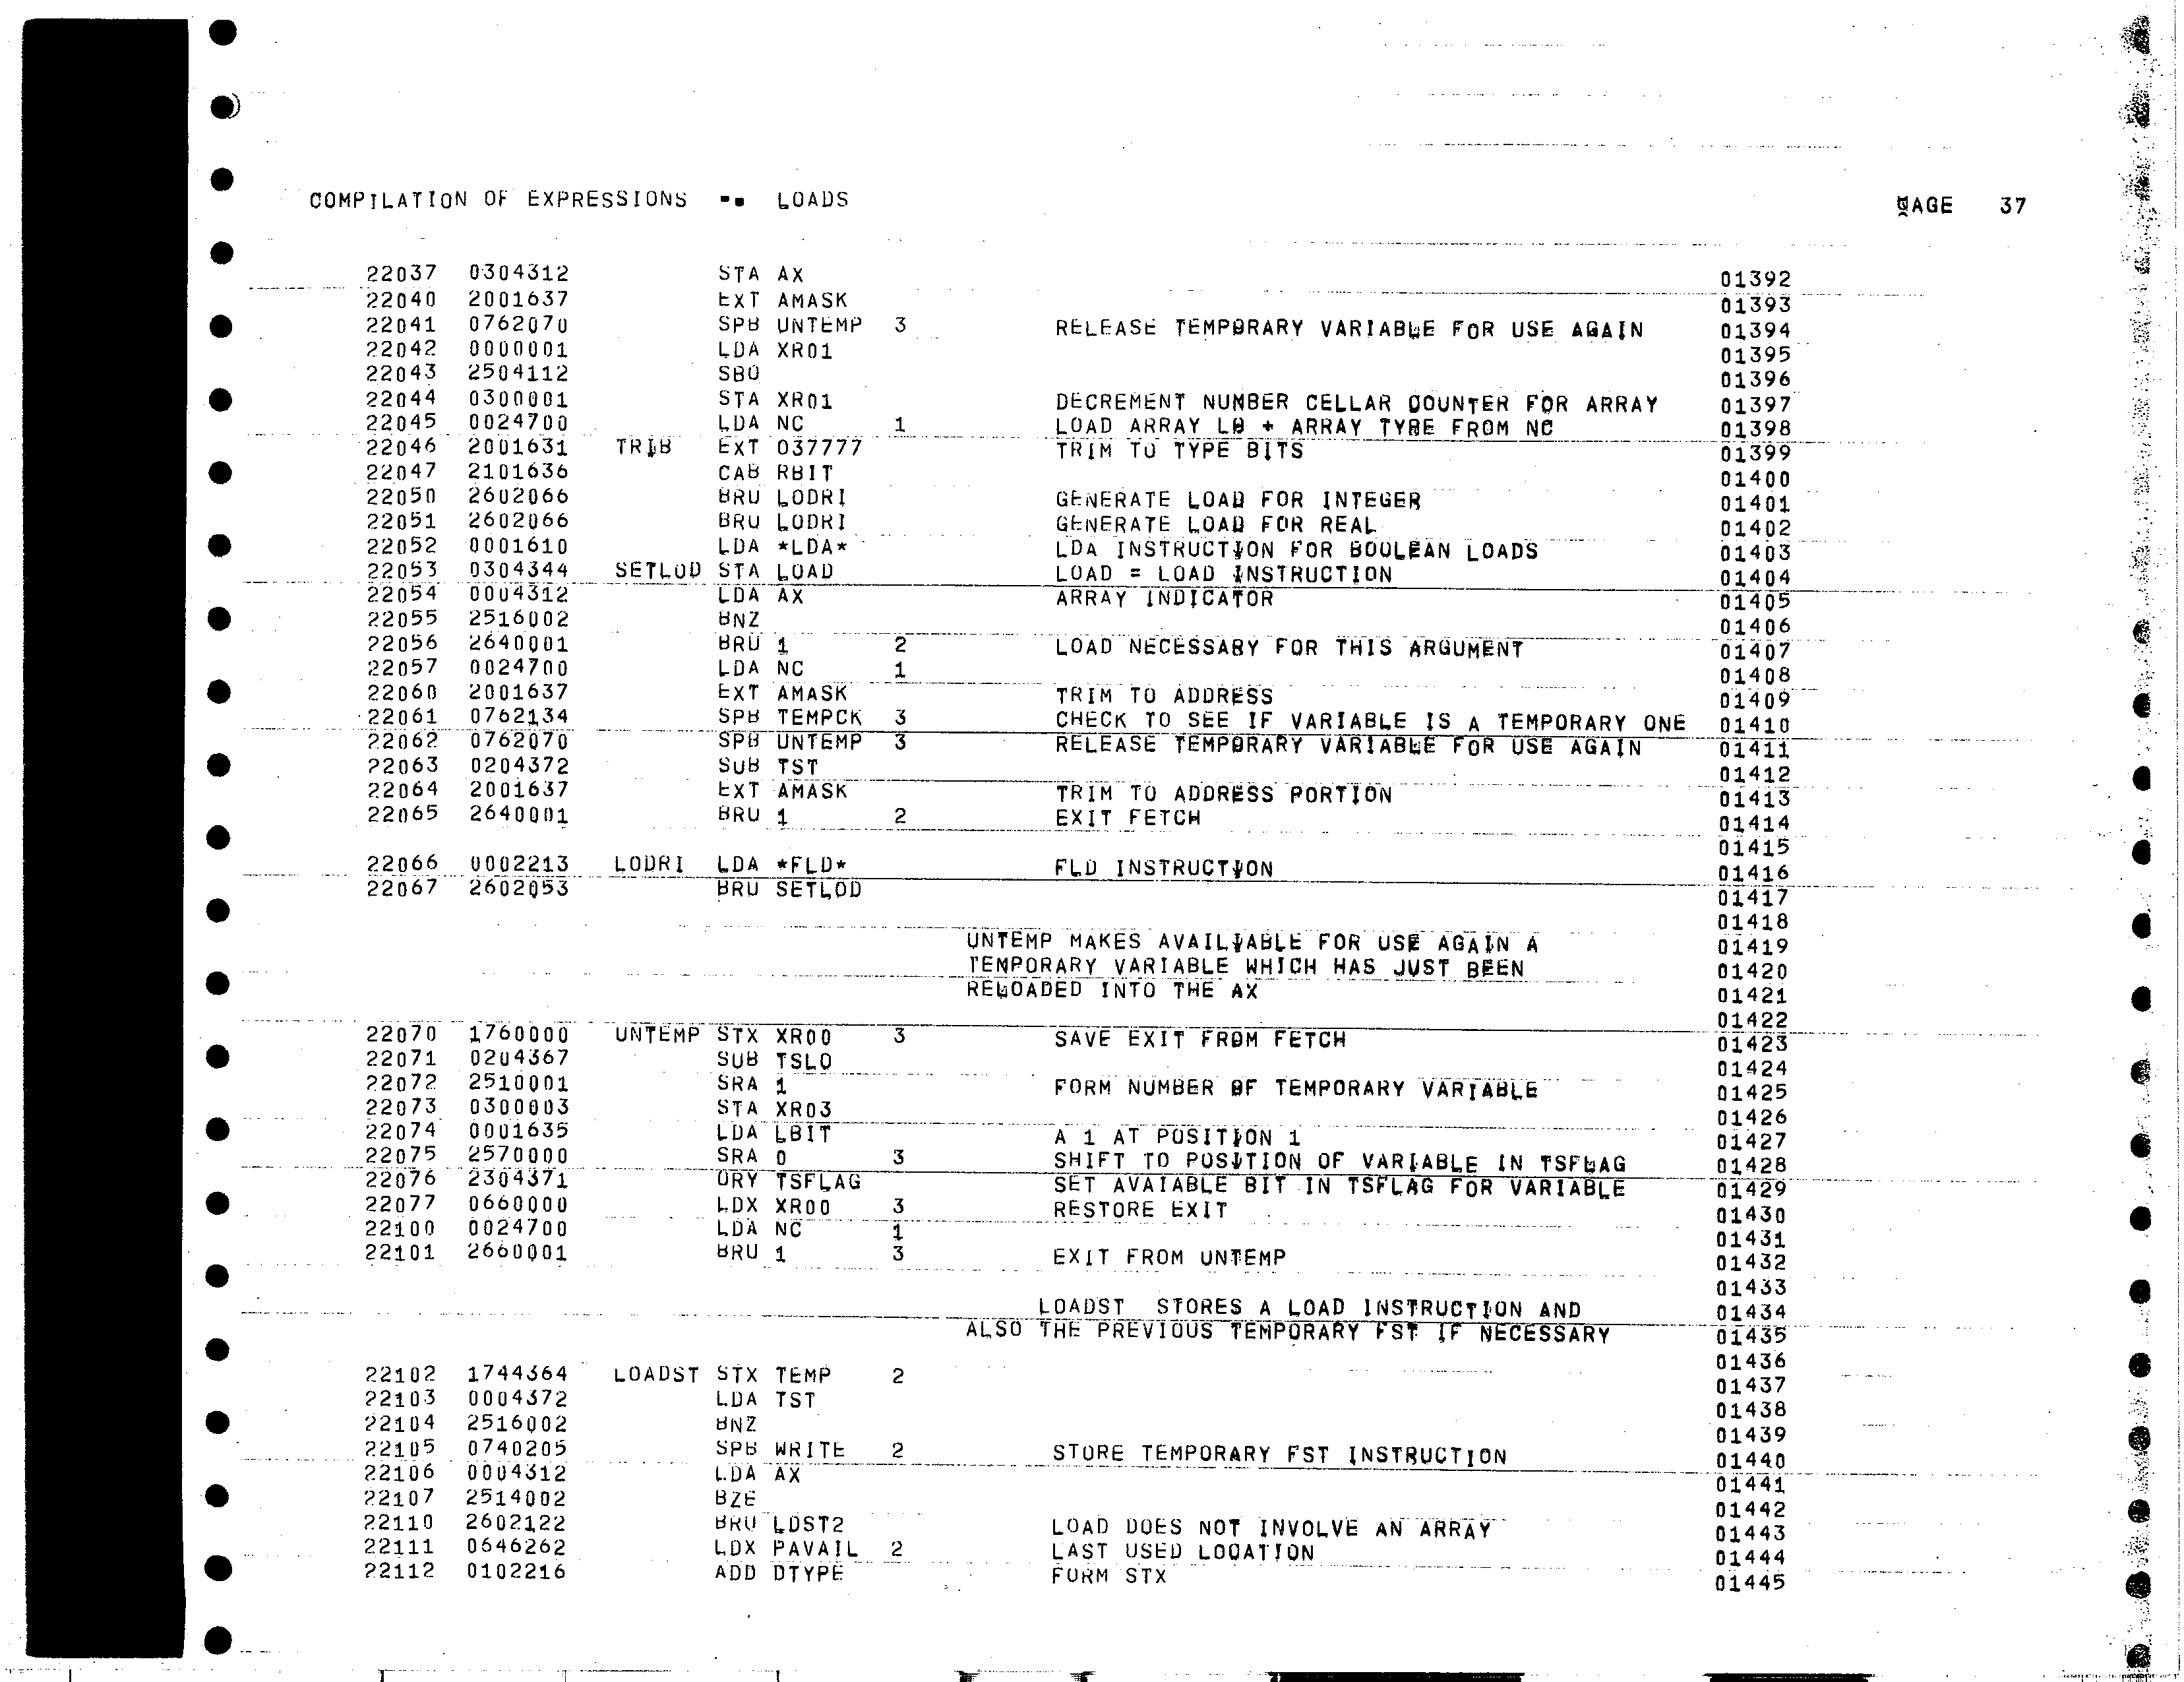 COMPILATION OF EXPRESSIONS -- LOADS PAGE 37
22037 0304312 STA AX 01392
22040 2001637 EXT AMASK 01393
22041 0762070 SPB UNTEMP 3 RELEASE TEMPORARY VARIABLE FOR USE AGAIN 01394
22042 0000001 LDA XR01 01395
22043 2504112 SBO 01396
22044 0300001 STA XR01 DECREMENT NUMBER CELLAR COUNTER FOR ARRAY 01397
22045 0024700 LDA NC 1 LOAD ARRAY LB + ARRAY TYPE FROM NC 01398
22046 2001631 TRIB EXT 037777 TRIM TO TYPE BITS 01399
22047 2101636 CAB RBIT 01400
22050 2602066 BRU LODRI GENERATE LOAD FOR INTEGER 01401
22051 2602066 BRU LODRI GENERATE LOAD FOR REAL 01402
22052 0001610 LDA *LDA* LDA INSTRUCTION FOR BOOLEAN LOADS 01403
22053 0304344 SETLOD STA LOAD LOAD = LOAD INSTRUCTION 01404
22054 0004312 LDA AX ARRAY INDICATOR 01405
22055 2516002 BNZ 01406
22056 2640001 BRU 1 2 LOAD NECESSARY FOR THIS ARGUMENT 01407
22057 0024700 LDA NC 1 01408
22060 2001637 EXT AMASK TRIM TO ADDRESS 01409
22061 0762134 SPB TEMPCK 3 CHECK TO SEE IF VARIABLE IS A TEMPORARY ONE 01410
22062 0762070 SPB UNTEMP 3 RELEASE TEMPORARY VARIABLE FOR USE AGAIN 01411
22063 0204372 SUB TST 01412
22064 2001637 EXT AMASK TRIM TO ADDRESS PORTION 01413
22065 2640001 BRU 1 2 EXIT FETCH 01414
01415
22066 0002213 LODRI LDA *FLD* FLD INSTRUCTION 01416
22067 2602053 BRU SETLOD 01417
01418
UNTEMP MAKES AVAILIABLE FOR USE AGAIN A 01419
TEMPORARY VARIABLE WHICH HAS JUST BEEN 01420
RELOADED INTO THE AX 01421
01422
22070 1760000 UNTEMP STX XR00 3 SAVE EXIT FROM FETCH 01423
22071 0204367 SUB TSLO 01424
22072 2510001 SRA 1 FORM NUMBER OF TEMPORARY VARIABLE 01425
22073 0300003 STA XR03 01426
22074 0001635 LDA LBIT A 1 AT POSITION 1 01427
22075 2570000 SRA 0 3 SHIFT TO POSITION OF VARIABLE IN TSFLAG 01428
22076 2304371 ORY TSFLAG SET AVAIABLE BIT IN TSFLAG FOR VARIABLE 01429
22077 0660000 LDX XR00 3 RESTORE EXIT 01430
22100 0024700 LDA NC 1 01431
22101 2660001 BRU 1 3 EXIT FROM UNTEMP 01432
01433
LOADST STORES A LOAD INSTRUCTION AND 01434
ALSO THE PREVIOUS TEMPORARY FST IF NECESSARY 01435
01436
22102 1744364 LOADST STX TEMP 2 01437
22103 0004372 LDA TST 01438
22104 2516002 BNZ 01439
22105 0740205 SPB WRITE 2 STORE TEMPORARY FST INSTRUCTION 01440
22106 0004312 LDA AX 01441
22107 2514002 BZE 01442
22110 2602122 BRU LDST2 LOAD DOES NOT INVOLVE AN ARRAY 01443
22111 0646262 LDX PAVAIL 2 LAST USED LOCATION 01444
22112 0102216 ADD DTYPE FORM STX 01445